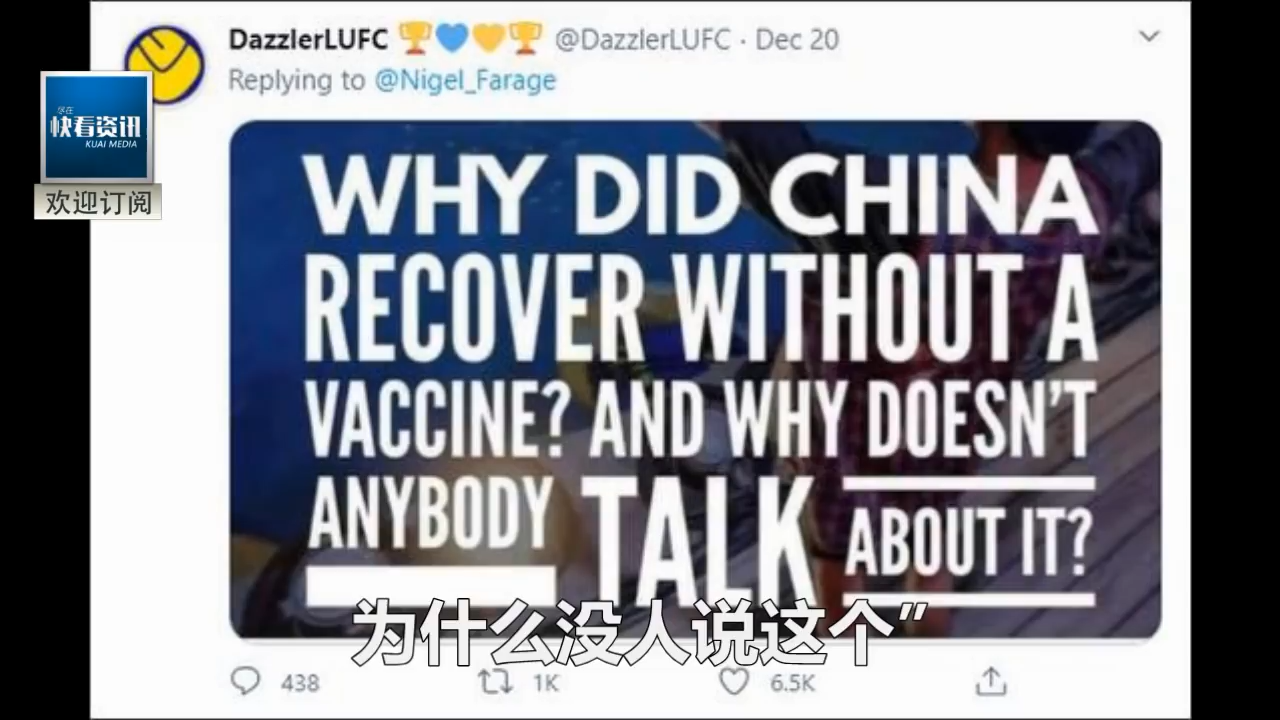 DazzlerLUFC 🏆💙💛🏆 @DazzlerLUFC · Dec 20
Replying to @Nigel_Farage
尽在
快看资讯
KUAI MEDIA
欢迎订阅
WHY DID CHINA
RECOVER WITHOUT A
VACCINE? AND WHY DOESN'T
ANYBODY TALK ABOUT IT?
为什么没人说这个”
438 1K 6.5K